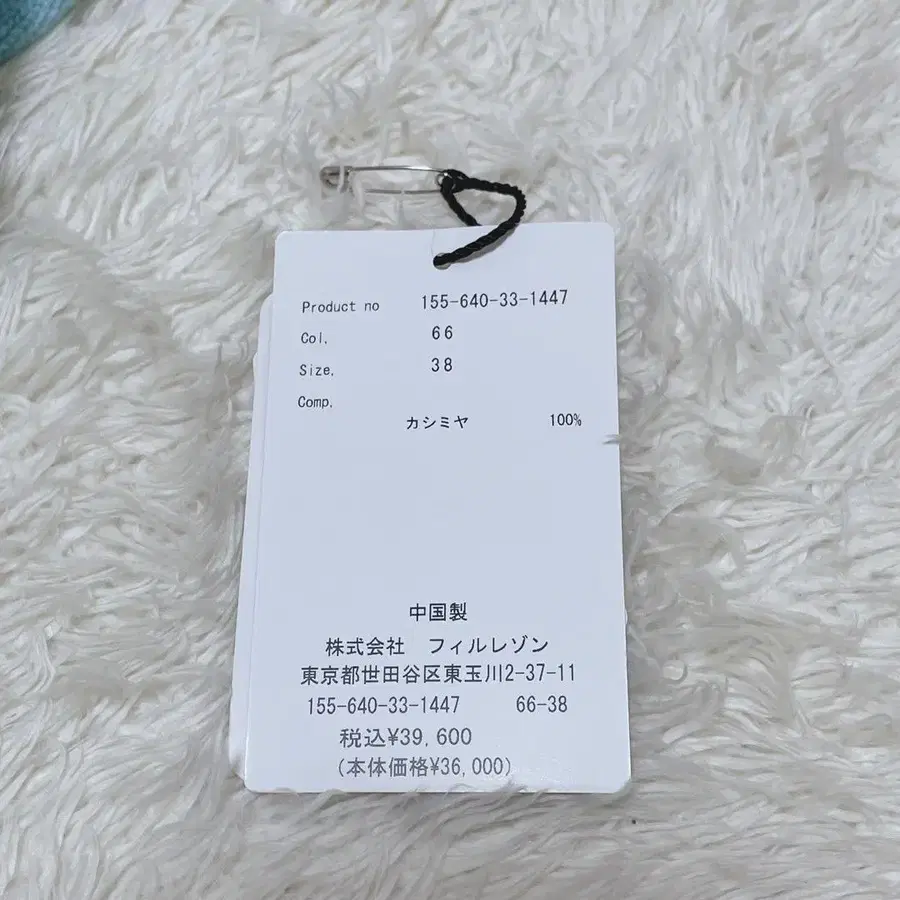 Product no 155-640-33-1447
Col. 66
Size. 38
Comp.
カシミヤ 100%
中国製
株式会社 フィルレゾン
東京都世田谷区東玉川2-37-11
155-640-33-1447 66-38
税込¥39,600
(本体価格¥36,000)